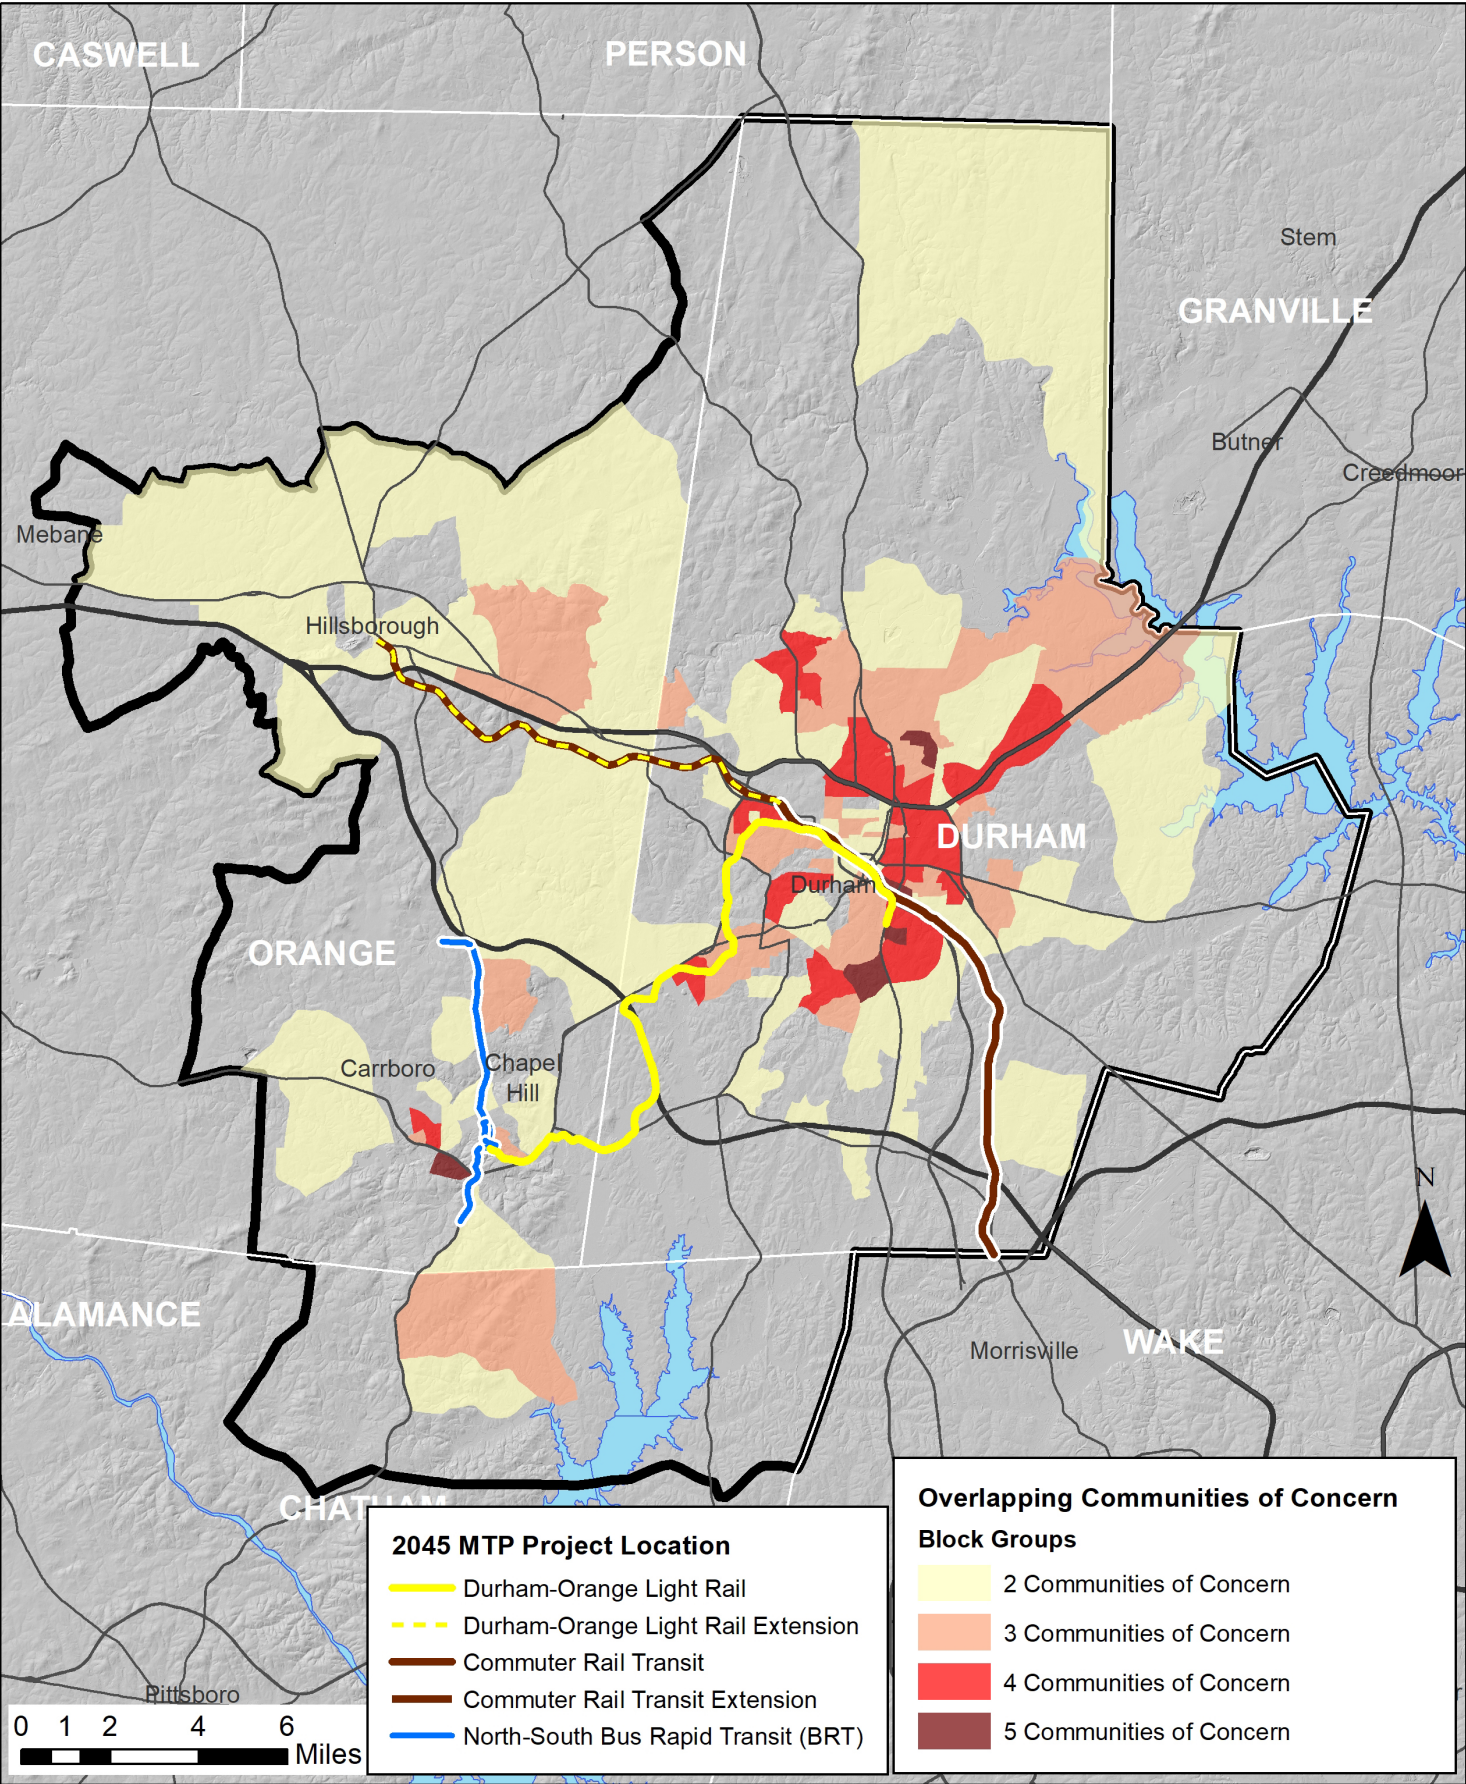 CASWELL
PERSON
Stem
GRANVILLE
Butner
Creedmoor
Mebane
Hillsborough
DURHAM
Durham
ORANGE
Carrboro
Chapel
Hill
N
ALAMANCE
Morrisville
WAKE
CHATHAM
Pittsboro
0 1 2 4 6
Miles
2045 MTP Project Location
Durham-Orange Light Rail
Durham-Orange Light Rail Extension
Commuter Rail Transit
Commuter Rail Transit Extension
North-South Bus Rapid Transit (BRT)
Overlapping Communities of Concern
Block Groups
2 Communities of Concern
3 Communities of Concern
4 Communities of Concern
5 Communities of Concern